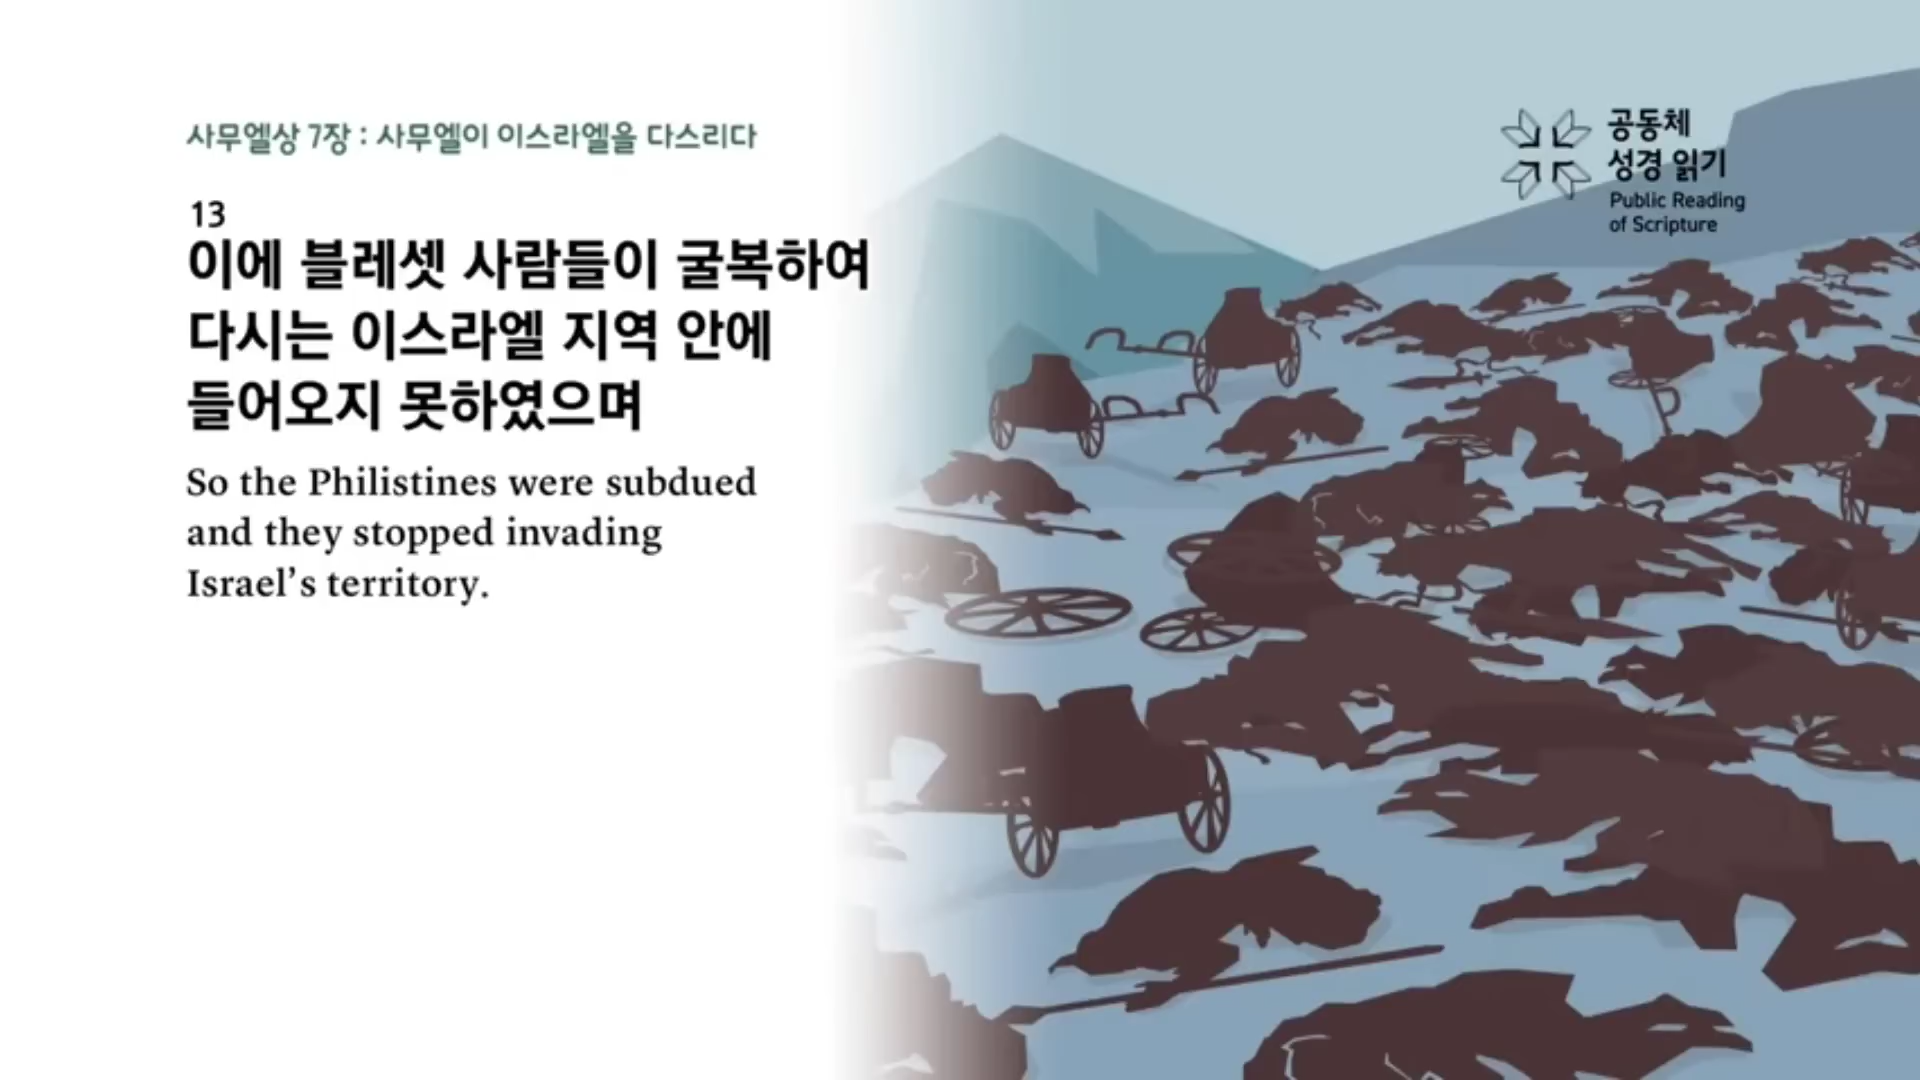 사무엘상 7장 : 사무엘이 이스라엘을 다스리다
13
이에 블레셋 사람들이 굴복하여
다시는 이스라엘 지역 안에
들어오지 못하였으며
So the Philistines were subdued
and they stopped invading
Israel’s territory.
공동체
성경 읽기
Public Reading
of Scripture